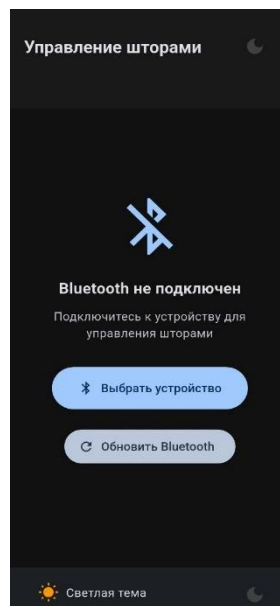 Управление шторами
Bluetooth не подключен
Подключитесь к устройству для
управления шторами
Выбрать устройство
Обновить Bluetooth
Светлая тема